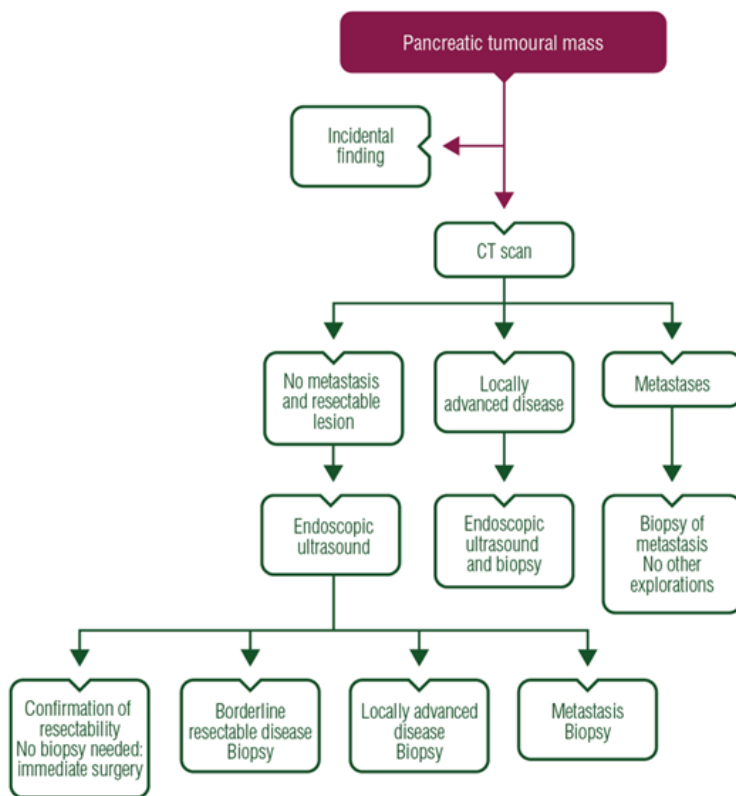 Pancreatic tumoural mass
Incidental
finding
CT scan
No metastasis
and resectable
lesion
Locally
advanced disease
Metastases
Endoscopic
ultrasound
Endoscopic
ultrasound
and biopsy
Biopsy of
metastasis
No other
explorations
Confirmation of
resectability
No biopsy needed:
immediate surgery
Borderline
resectable disease
Biopsy
Locally advanced
disease
Biopsy
Metastasis
Biopsy